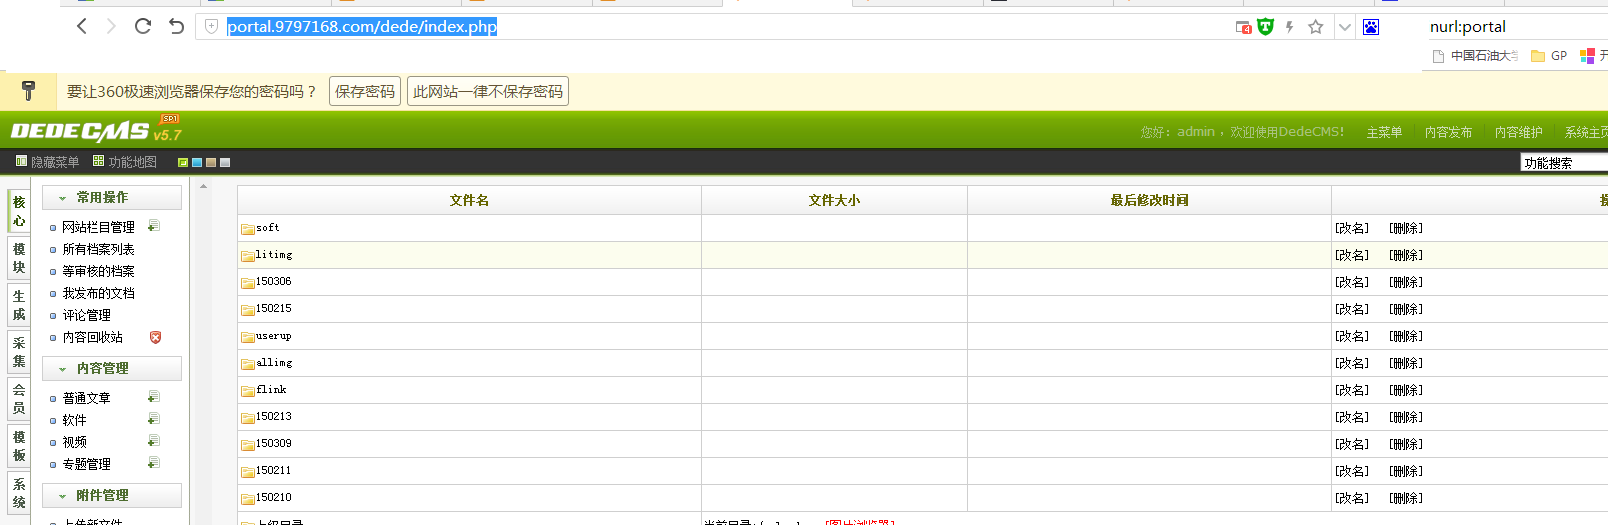 portal.9797168.com/dede/index.php
4
T
nurl:portal
中国石油大学
GP
开
要让360极速浏览器保存您的密码吗？ 保存密码 此网站一律不保存密码
DEDECMS v5.7 SP1
您好：admin ，欢迎使用DedeCMS! 主菜单 内容发布 内容维护 系统主页
隐藏菜单 功能地图
功能搜索
核心
模块
生成
采集
会员
模板
系统
常用操作
网站栏目管理
所有档案列表
等审核的档案
我发布的文档
评论管理
内容回收站
内容管理
普通文章
软件
视频
专题管理
附件管理
上传新文件
文件名 文件大小 最后修改时间
soft [改名] [删除]
litimg [改名] [删除]
150306 [改名] [删除]
150215 [改名] [删除]
userup [改名] [删除]
allimg [改名] [删除]
flink [改名] [删除]
150213 [改名] [删除]
150309 [改名] [删除]
150211 [改名] [删除]
150210 [改名] [删除]
上级目录 当前目录: [图片浏览器]